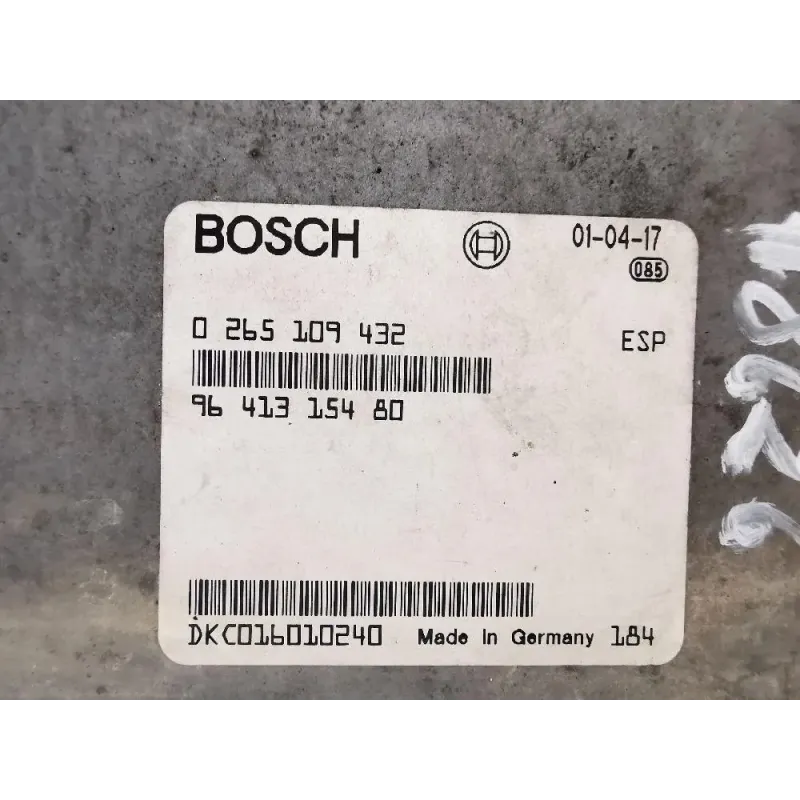 BOSCH 01-04-17
085
0 265 109 432 ESP
96 413 154 80
DKC016010240 Made in Germany 184